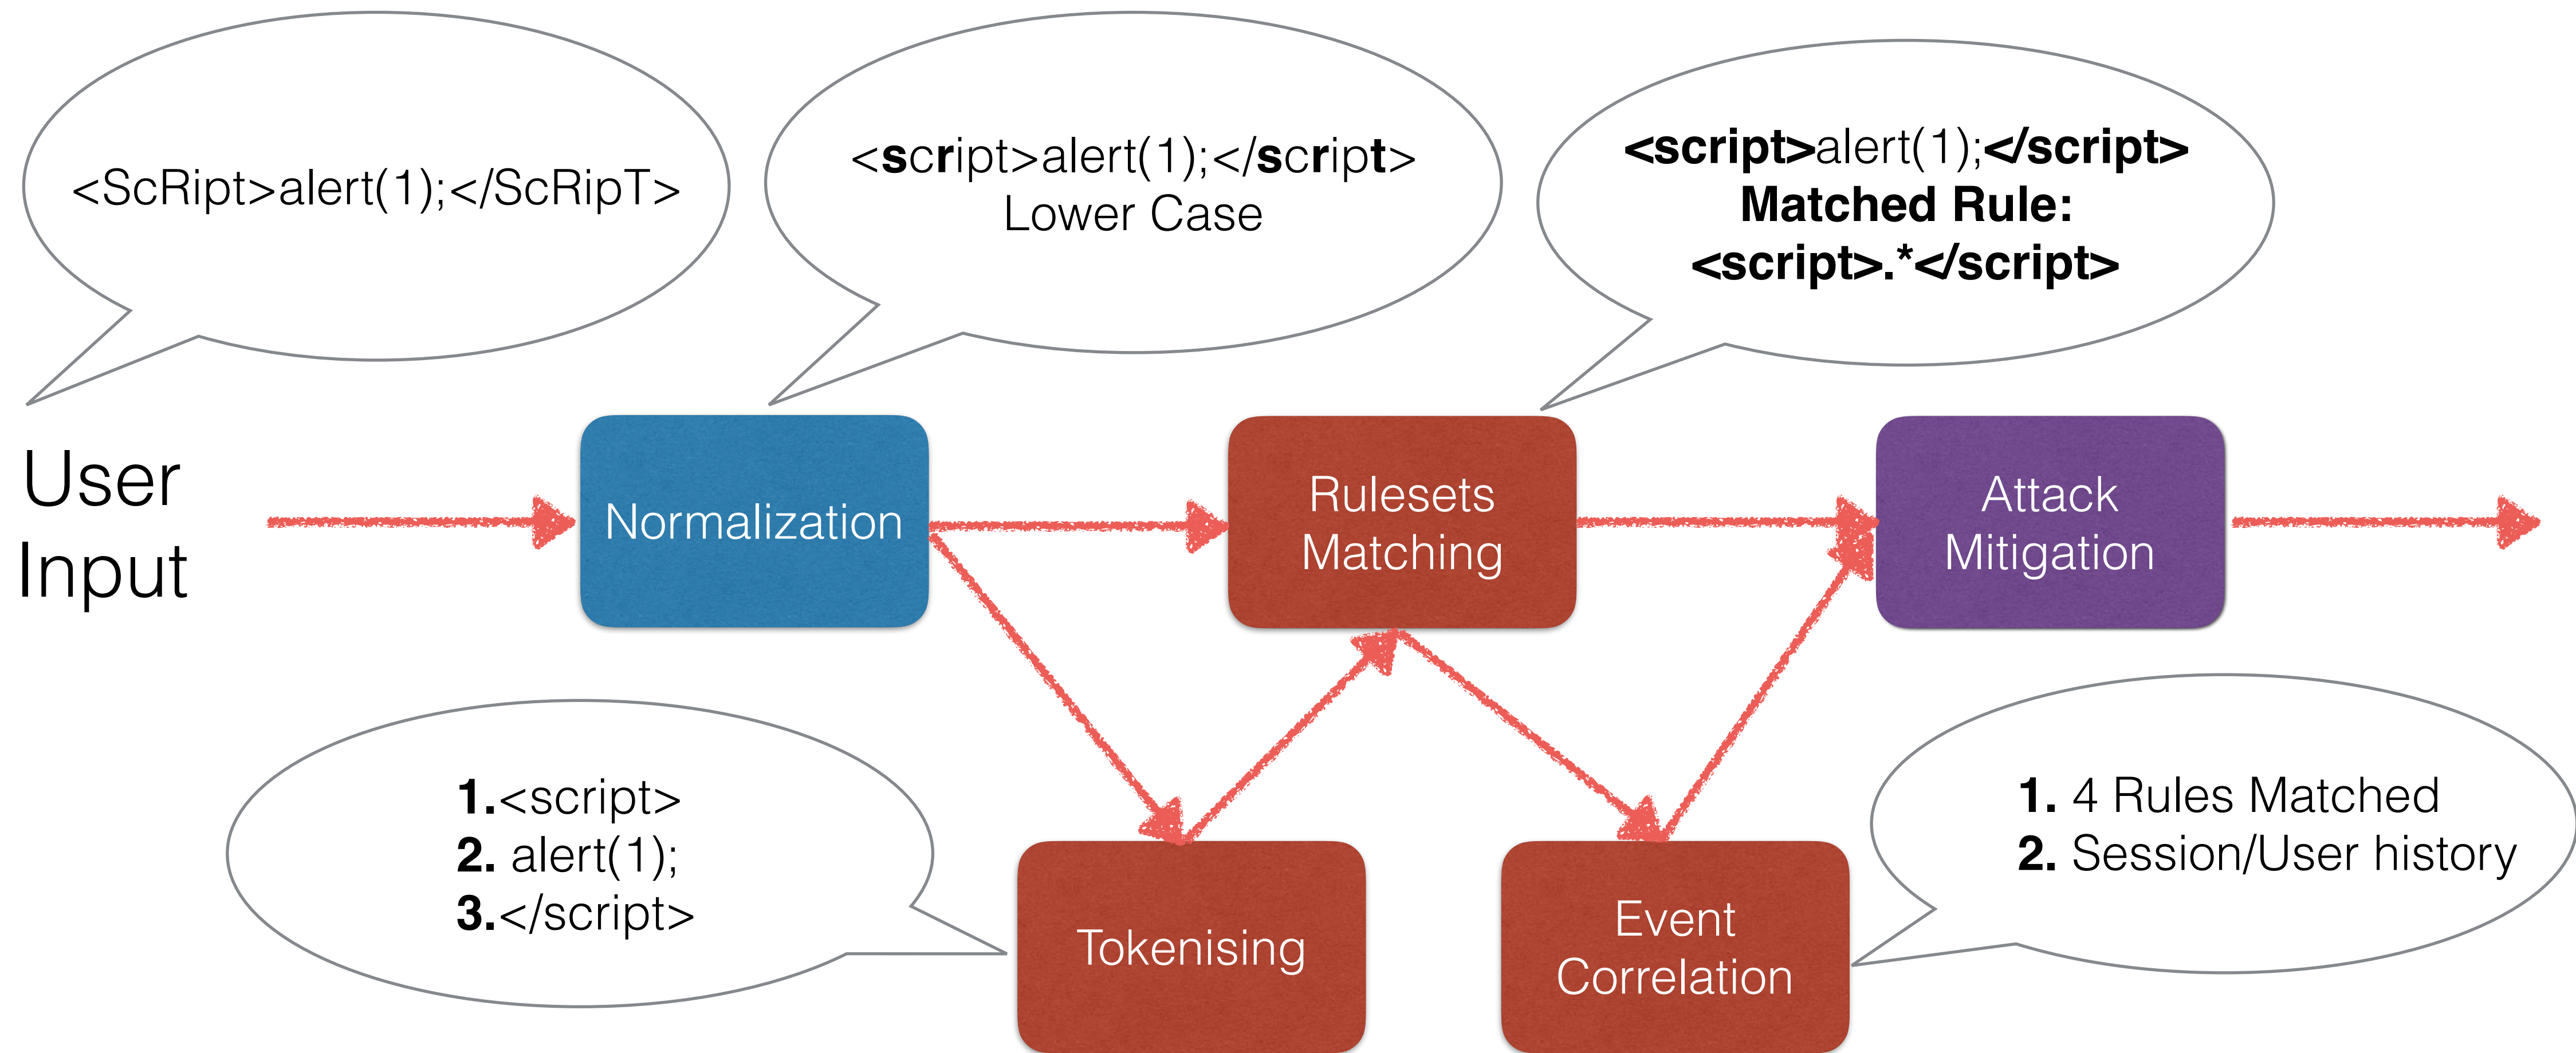 <ScRipt>alert(1);</ScRipT>
<script>alert(1);</script>
Lower Case
<script>alert(1);</script>
Matched Rule:
<script>.*</script>
User
Input
Normalization
Rulesets
Matching
Attack
Mitigation
1.<script>
2. alert(1);
3.</script>
Tokenising
Event
Correlation
1. 4 Rules Matched
2. Session/User history